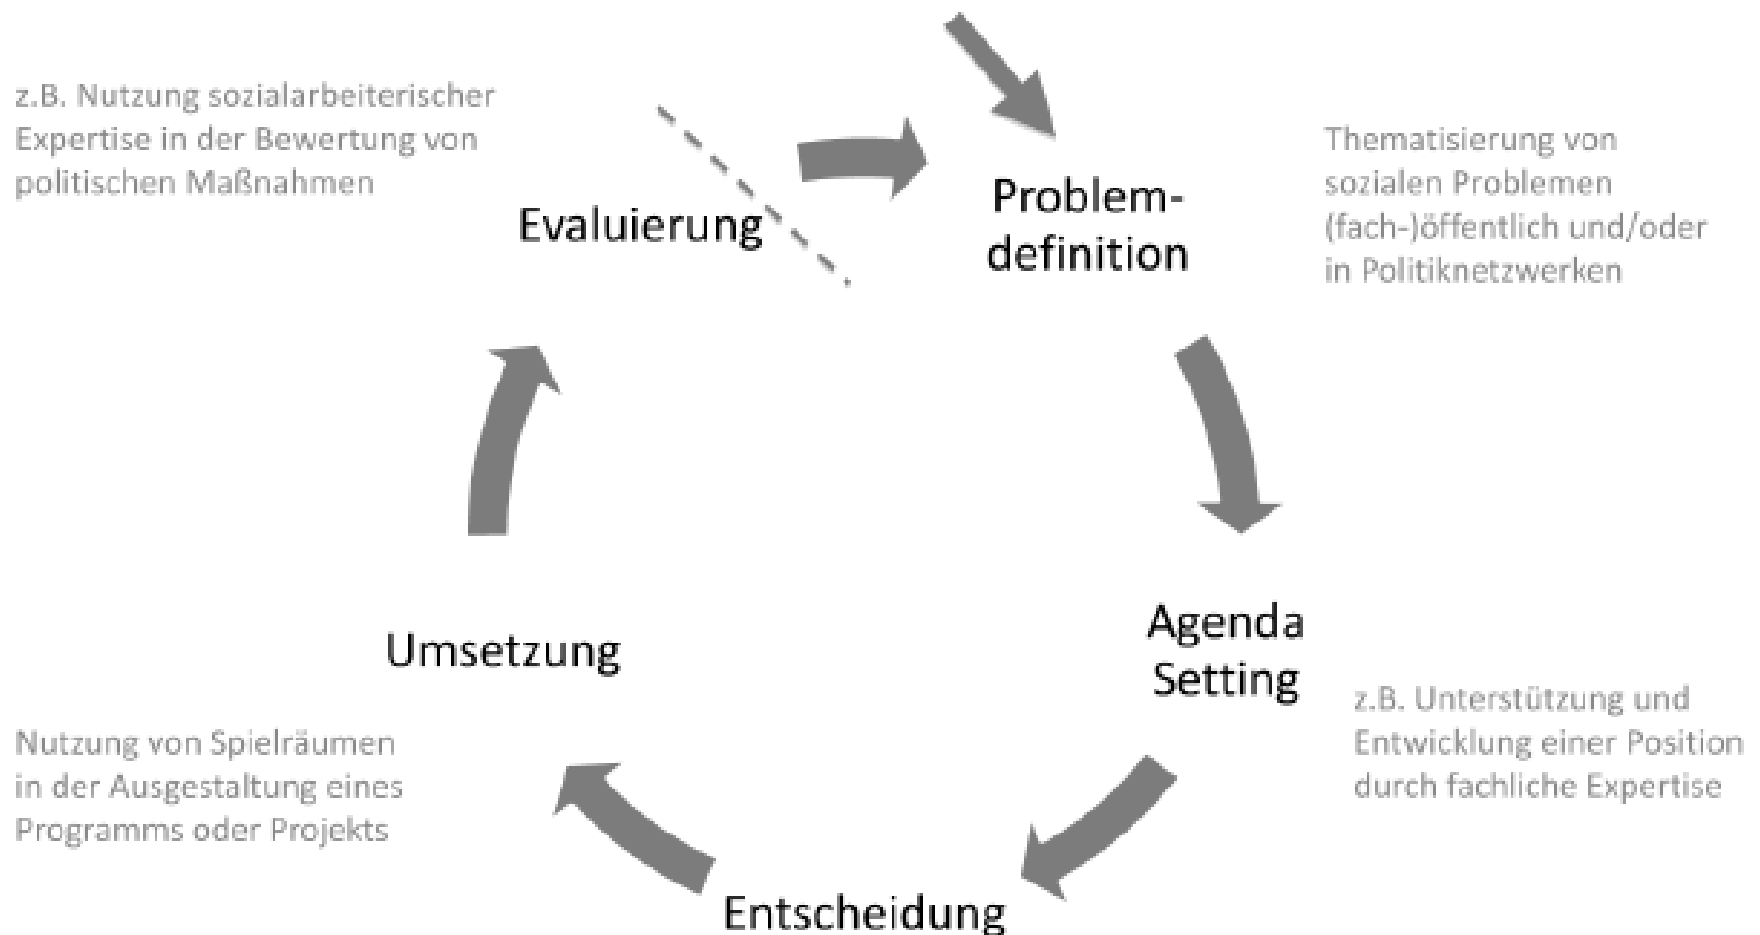 z.B. Nutzung sozialarbeiterischer
Expertise in der Bewertung von
politischen Maßnahmen
Evaluierung
Problem-
definition
Thematisierung von
sozialen Problemen
(fach-)öffentlich und/oder
in Politiknetzwerken
Agenda
Setting
z.B. Unterstützung und
Entwicklung einer Position
durch fachliche Expertise
Entscheidung
Umsetzung
Nutzung von Spielräumen
in der Ausgestaltung eines
Programms oder Projekts